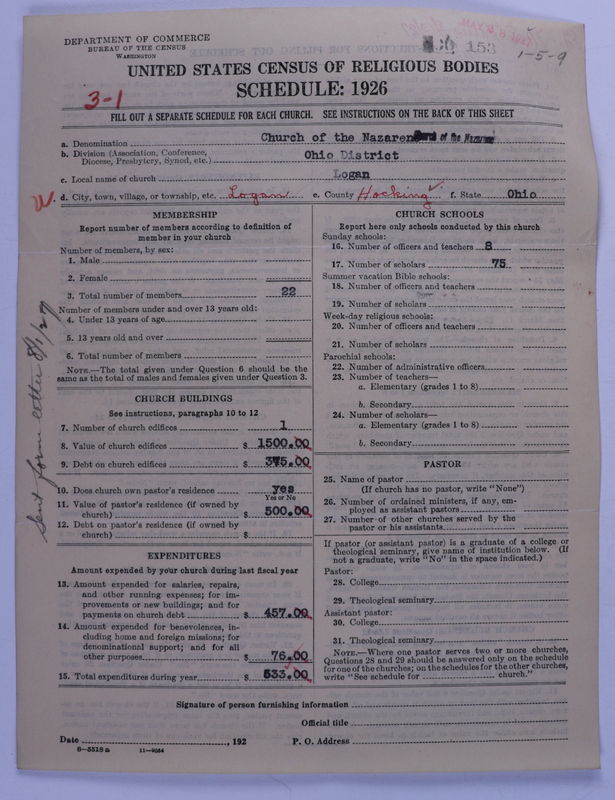 DEPARTMENT OF COMMERCE
BUREAU OF THE CENSUS
WASHINGTON
153
1-5-9
UNITED STATES CENSUS OF RELIGIOUS BODIES
SCHEDULE: 1926
3-1
FILL OUT A SEPARATE SCHEDULE FOR EACH CHURCH. SEE INSTRUCTIONS ON THE BACK OF THIS SHEET
a. Denomination Church of the Nazarene
b. Division (Association, Conference, Diocese, Presbytery, Synod, etc.) Ohio District
c. Local name of church Logan
d. City, town, village, or township, etc. Logan e. County Hocking f. State Ohio
MEMBERSHIP
Report number of members according to definition of
member in your church
Number of members, by sex:
1. Male
2. Female
3. Total number of members 22
Number of members under and over 13 years old:
4. Under 13 years of age
5. 13 years old and over
6. Total number of members
NOTE.—The total given under Question 6 should be
same as the total of males and females given under Question 3.
Sent form letter 8/1/27
CHURCH BUILDINGS
See instructions, paragraphs 10 to 12
7. Number of church edifices 1
8. Value of church edifices $ 1500.00
9. Debt on church edifices $ 375.00
10. Does church own pastor's residence yes
Yes or No
11. Value of pastor's residence (if owned by
church) $ 500.00
12. Debt on pastor's residence (if owned by
church) $
EXPENDITURES
Amount expended by your church during last fiscal year
13. Amount expended for salaries, repairs,
and other running expenses; for im-
provements or new buildings; and for
payments on church debt $ 457.00
14. Amount expended for benevolences, in-
cluding home and foreign missions; for
denominational support; and for all
other purposes $ 76.00
15. Total expenditures during year $ 533.00
CHURCH SCHOOLS
Report here only schools conducted by this church
Sunday schools:
16. Number of officers and teachers 8
17. Number of scholars 75
Summer vacation Bible schools:
18. Number of officers and teachers
19. Number of scholars
Week-day religious schools:
20. Number of officers and teachers
21. Number of scholars
Parochial schools:
22. Number of administrative officers
23. Number of teachers—
a. Elementary (grades 1 to 8)
b. Secondary
24. Number of scholars—
a. Elementary (grades 1 to 8)
b. Secondary
PASTOR
25. Name of pastor
(If church has no pastor, write "None")
26. Number of ordained ministers, if any, em-
ployed as assistant pastors
27. Number of other churches served by the
pastor or his assistants
If pastor (or assistant pastor) is a graduate of a college or
theological seminary, give name of institution below. (If
not a graduate, write "No" in the space indicated.)
Pastor:
28. College
29. Theological seminary
Assistant pastor:
30. College
31. Theological seminary
NOTE.—Where one pastor serves two or more churches,
Questions 28 and 29 should be answered only on the schedule
for one of the churches; on the schedules for the other churches,
write "See schedule for church."
Signature of person furnishing information
Official title
Date , 192 P. O. Address
6—5518a 11—9054